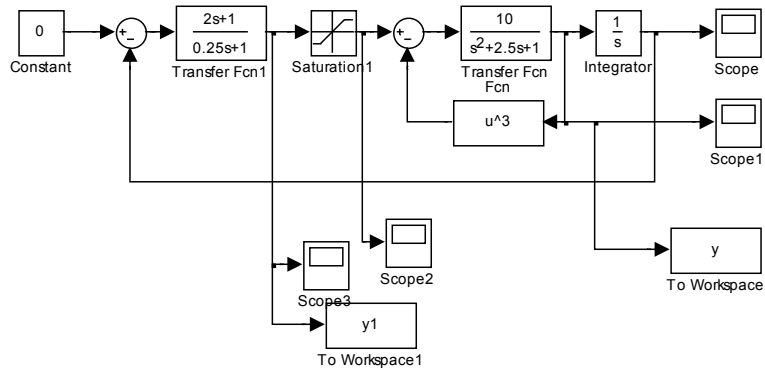 0
Constant
+
−
2s+1
0.25s+1
Transfer Fcn1
Saturation1
+
−
10
s²+2.5s+1
Transfer Fcn
Fcn
1
s
Integrator
Scope
u^3
Scope1
Scope2
Scope3
y
To Workspace
y1
To Workspace1